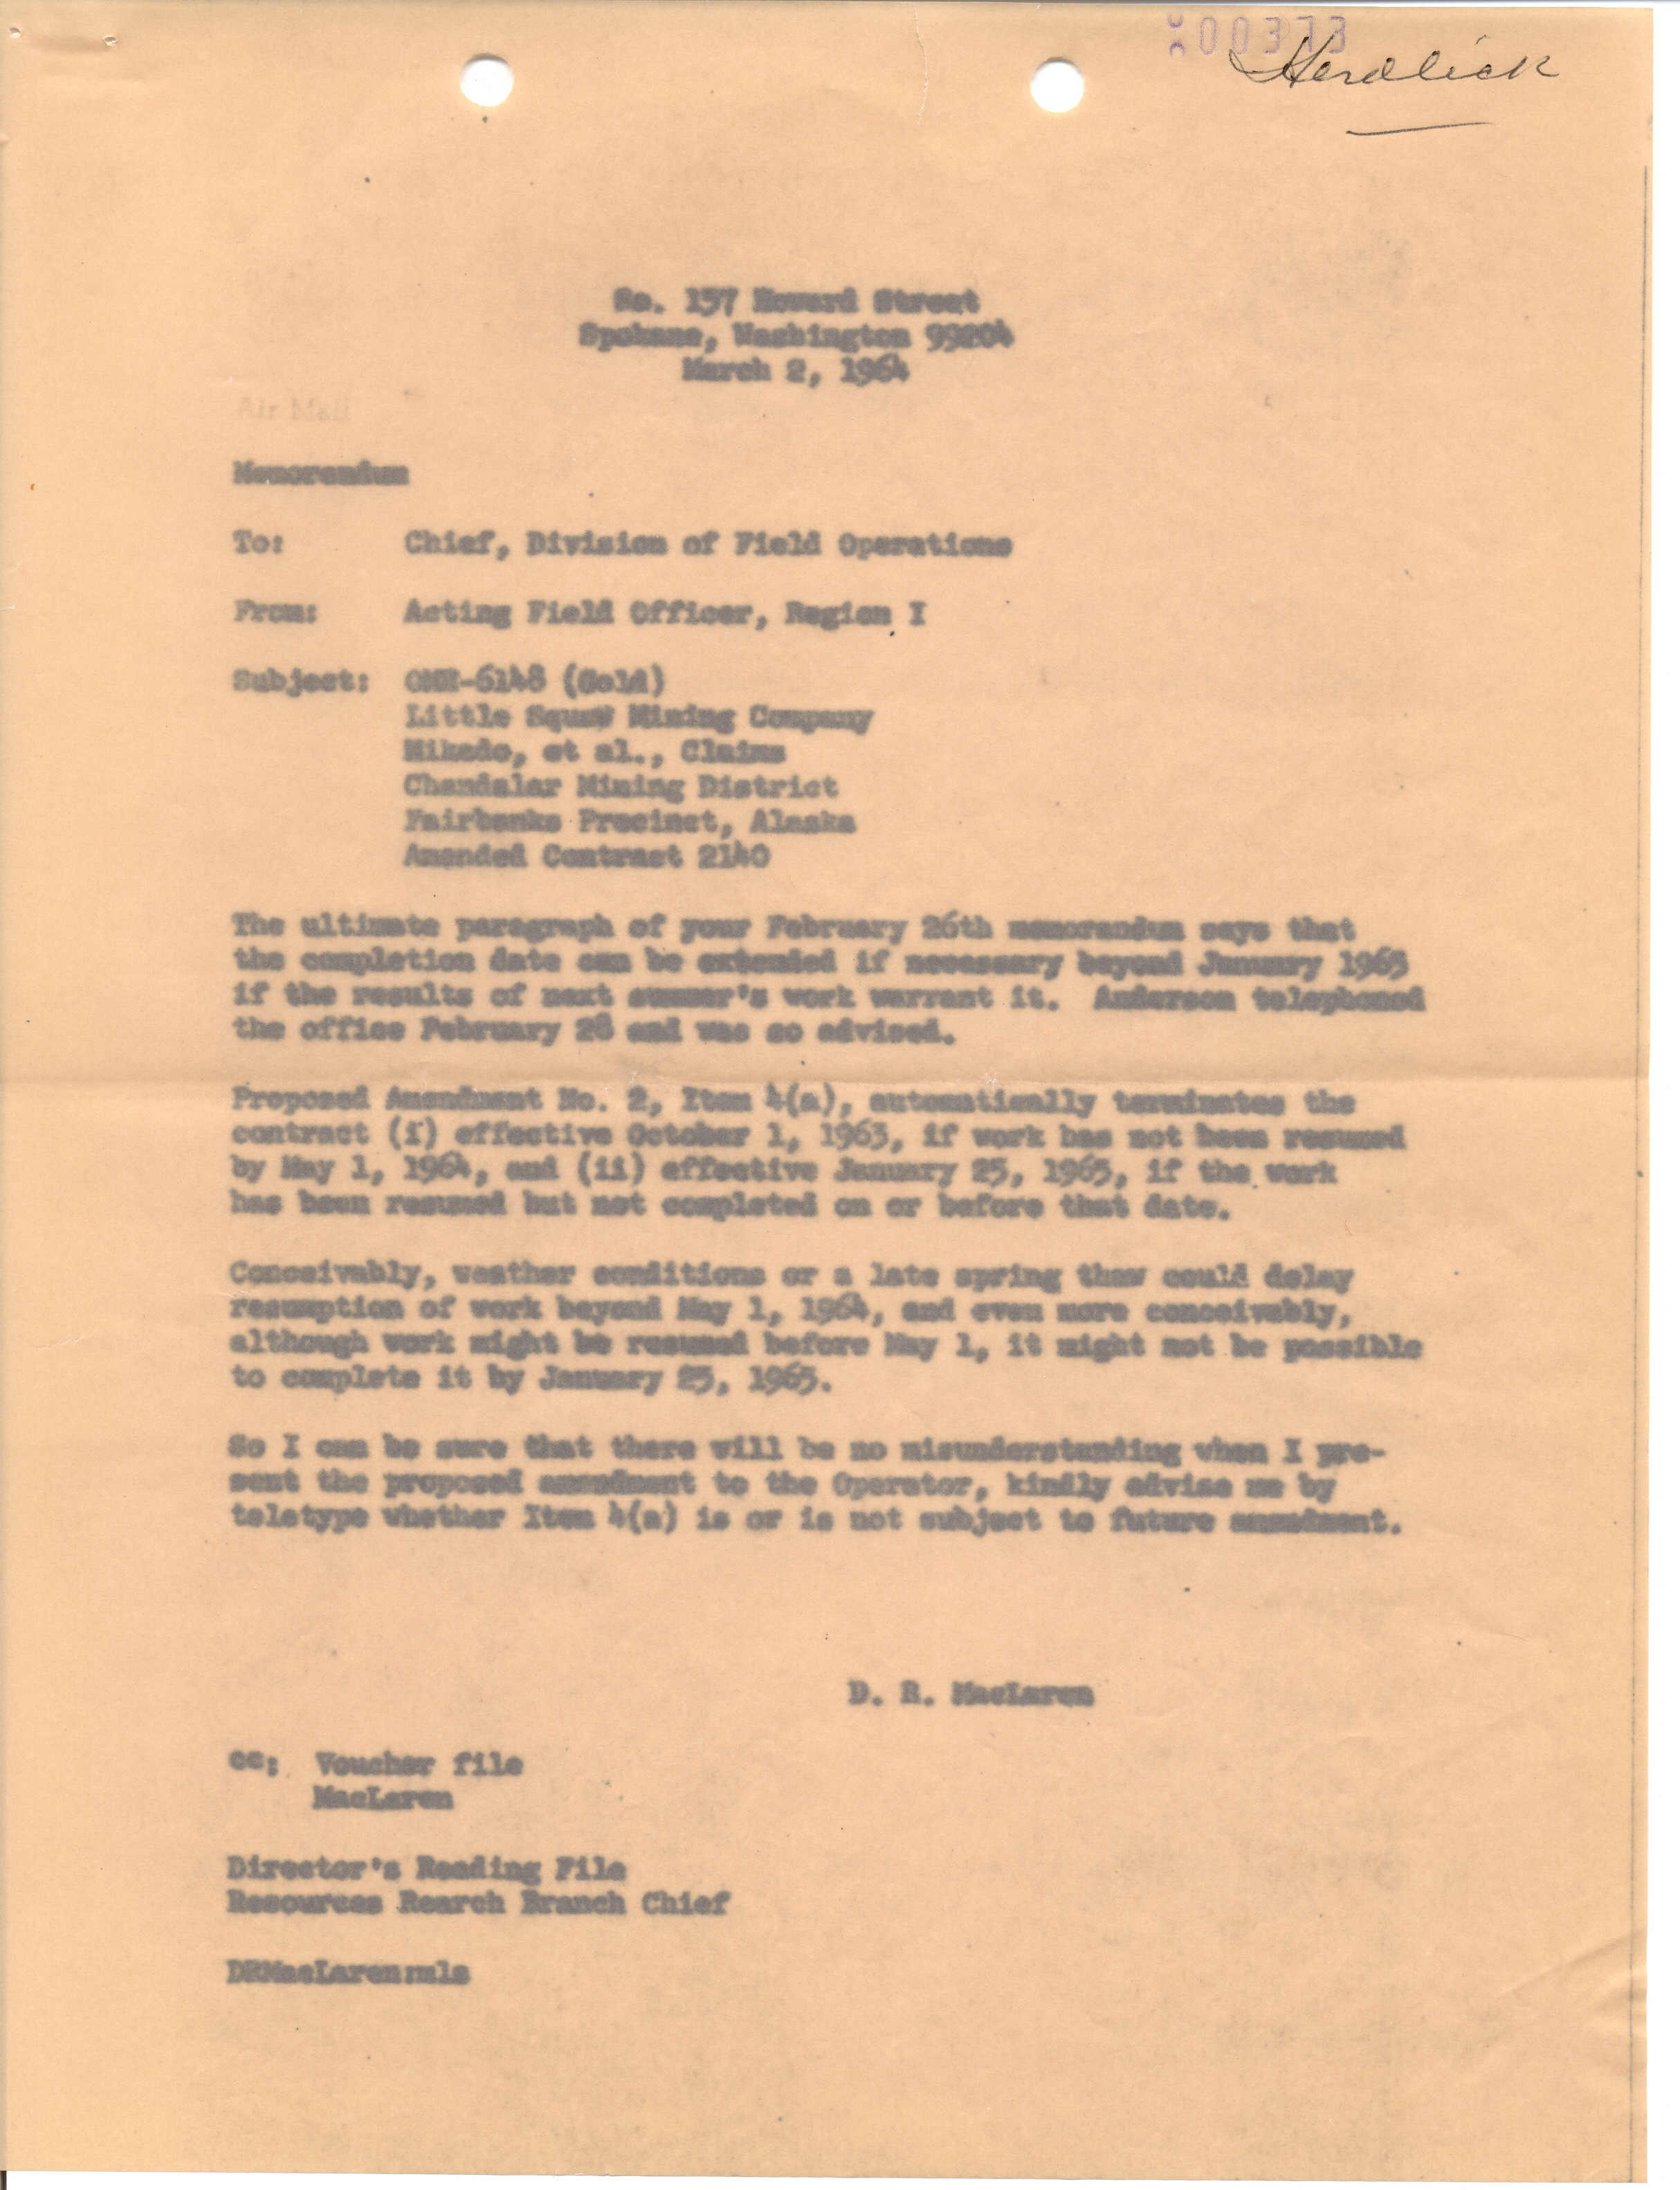 00373
Herdlick
So. 157 Howard Street
Spokane, Washington 99204
March 2, 1964
Air Mail
Memorandum
To: Chief, Division of Field Operations
From: Acting Field Officer, Region I
Subject: OME-6148 (Gold)
Little Squaw Mining Company
Mikado, et al., Claims
Chandalar Mining District
Fairbanks Precinct, Alaska
Amended Contract 2140
The ultimate paragraph of your February 26th memorandum says that
the completion date can be extended if necessary beyond January 1965
if the results of next summer's work warrant it. Anderson telephoned
the office February 28 and was so advised.
Proposed Amendment No. 2, Item 4(a), automatically terminates the
contract (i) effective October 1, 1963, if work has not been resumed
by May 1, 1964, and (ii) effective January 25, 1965, if the work
has been resumed but not completed on or before that date.
Conceivably, weather conditions or a late spring thaw could delay
resumption of work beyond May 1, 1964, and even more conceivably,
although work might be resumed before May 1, it might not be possible
to complete it by January 25, 1965.
So I can be sure that there will be no misunderstanding when I pre-
sent the proposed amendment to the Operator, kindly advise me by
teletype whether Item 4(a) is or is not subject to future amendment.
D. R. MacLaren
cc: Voucher file
MacLaren
Director's Reading File
Resources Rearch Branch Chief
DRMacLaren:mls